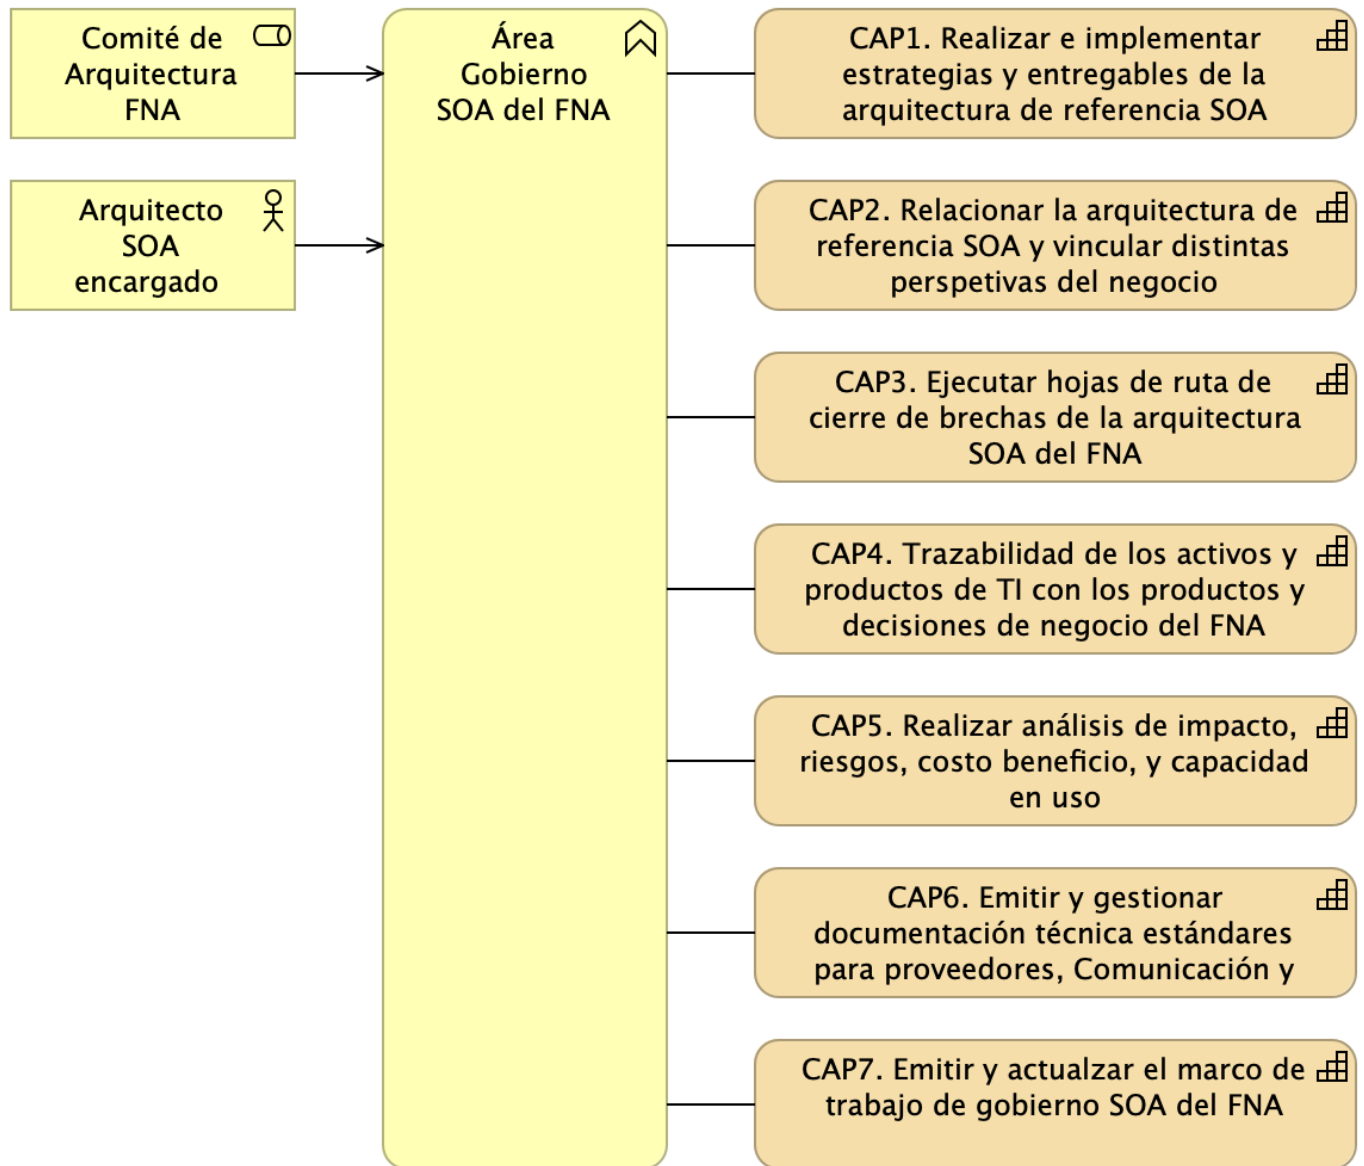 Comité de
Arquitectura
FNA
Arquitecto
SOA
encargado
Área
Gobierno
SOA del FNA
CAP1. Realizar e implementar
estrategias y entregables de la
arquitectura de referencia SOA
CAP2. Relacionar la arquitectura de
referencia SOA y vincular distintas
perspetivas del negocio
CAP3. Ejecutar hojas de ruta de
cierre de brechas de la arquitectura
SOA del FNA
CAP4. Trazabilidad de los activos y
productos de TI con los productos y
decisiones de negocio del FNA
CAP5. Realizar análisis de impacto,
riesgos, costo beneficio, y capacidad
en uso
CAP6. Emitir y gestionar
documentación técnica estándares
para proveedores, Comunicación y
CAP7. Emitir y actualzar el marco de
trabajo de gobierno SOA del FNA